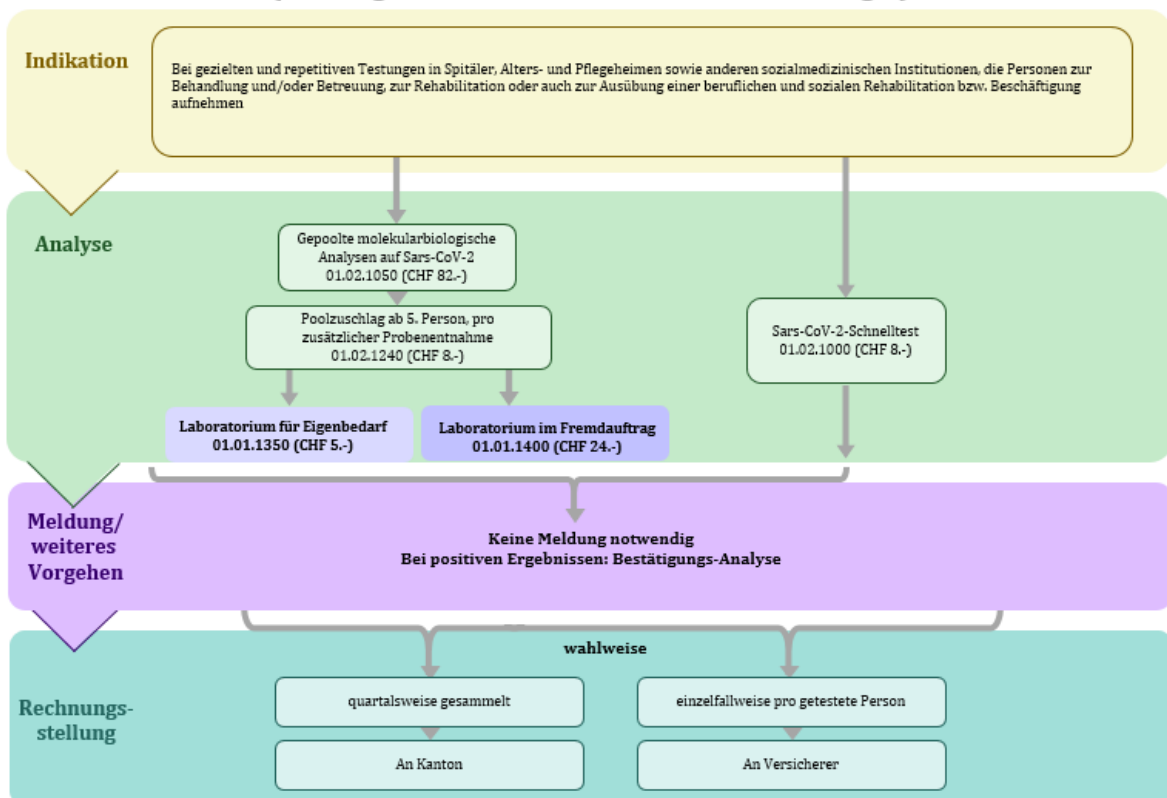 Indikation
Bei gezielten und repetitiven Testungen in Spitäler, Alters- und Pflegeheimen sowie anderen sozialmedizinischen Institutionen, die Personen zur
Behandlung und/oder Betreuung, zur Rehabilitation oder auch zur Ausübung einer beruflichen und sozialen Rehabilitation bzw. Beschäftigung
aufnehmen
Analyse
Gepoolte molekularbiologische
Analysen auf Sars-CoV-2
01.02.1050 (CHF 82.-)
Poolzuschlag ab 5. Person, pro
zusätzlicher Probenentnahme
01.02.1240 (CHF 8.-)
Sars-CoV-2-Schnelltest
01.02.1000 (CHF 8.-)
Laboratorium für Eigenbedarf
01.01.1350 (CHF 5.-)
Laboratorium im Fremdauftrag
01.01.1400 (CHF 24.-)
Meldung/
weiteres
Vorgehen
Keine Meldung notwendig
Bei positiven Ergebnissen: Bestätigungs-Analyse
Rechnungs-
stellung
wahlweise
quartalsweise gesammelt
einzelfallweise pro getestete Person
An Kanton
An Versicherer